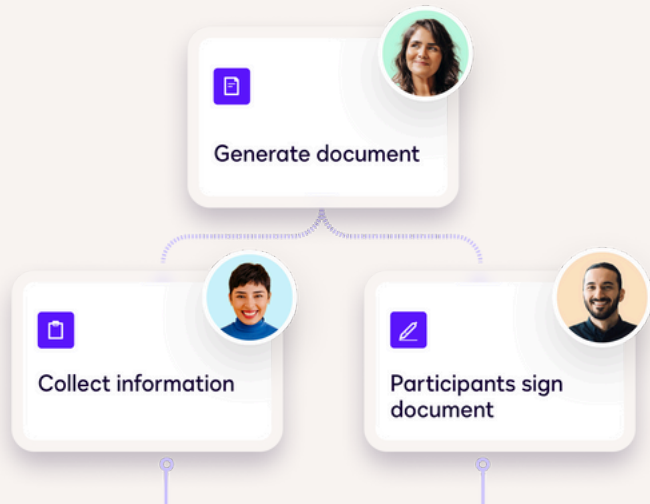 Generate document
Collect information
Participants sign
document